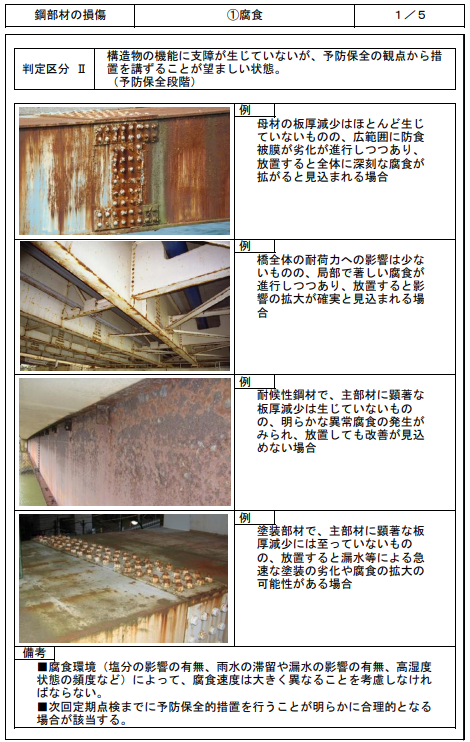 鋼部材の損傷 ①腐食 1/5
判定区分 Ⅱ
構造物の機能に支障が生じていないが、予防保全の観点から措
置を講ずることが望ましい状態。
（予防保全段階）
例
母材の板厚減少はほとんど生じ
ていないものの、広範囲に防食
被膜が劣化が進行しつつあり、
放置すると全体に深刻な腐食が
拡がると見込まれる場合
例
橋全体の耐荷力への影響は少な
いものの、局部で著しい腐食が
進行しつつあり、放置すると影
響の拡大が確実と見込まれる場
合
例
耐候性鋼材で、主部材に顕著な
板厚減少は生じていないもの
の、明らかな異常腐食の発生が
みられ、放置しても改善が見込
めない場合
例
塗装部材で、主部材に顕著な板
厚減少には至っていないもの
の、放置すると漏水等による急
速な塗装の劣化や腐食の拡大の
可能性がある場合
備考
■腐食環境（塩分の影響の有無、雨水の滞留や漏水の影響の有無、高湿度
状態の頻度など）によって、腐食速度は大きく異なることを考慮しなけれ
ばならない。
■次回定期点検までに予防保全的措置を行うことが明らかに合理的となる
場合が該当する。